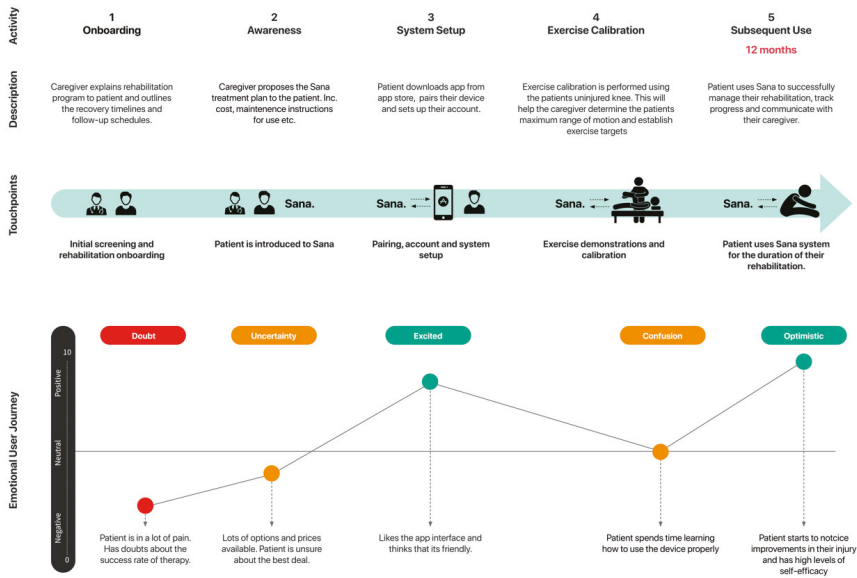 Activity
1
Onboarding
2
Awareness
3
System Setup
4
Exercise Calibration
5
Subsequent Use
12 months
Description
Caregiver explains rehabilitation
program to patient and outlines
the recovery timelines and
follow-up schedules.
Caregiver proposes the Sana
treatment plan to the patient. Inc.
cost, maintenence instructions
for use etc.
Patient downloads app from
app store, pairs their device
and sets up their account.
Exercise calibration is performed using
the patients uninjured knee. This will
help the caregiver determine the patients
maximum range of motion and establish
exercise targets
Patient uses Sana to successfully
manage their rehabilitation, track
progress and communicate with
their caregiver.
Touchpoints
Sana.
Sana.
Sana.
Sana.
Initial screening and
rehabilitation onboarding
Patient is introduced to Sana
Pairing, account and system
setup
Exercise demonstrations and
calibration
Patient uses Sana system
for the duration of their
rehabilitation.
Emotional User Journey
10
Positive
Neutral
Negative
0
Doubt
Uncertainty
Excited
Confusion
Optimistic
Patient is in a lot of pain.
Has doubts about the
success rate of therapy.
Lots of options and prices
available. Patient is unsure
about the best deal.
Likes the app interface and
thinks that its friendly.
Patient spends time learning
how to use the device properly
Patient starts to notcice
improvements in their injury
and has high levels of
self-efficacy